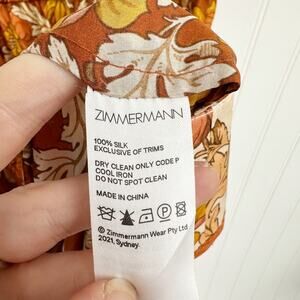 ZIMMERMANN
100% SILK
EXCLUSIVE OF TRIMS
DRY CLEAN ONLY CODE P
COOL IRON
DO NOT SPOT CLEAN
MADE IN CHINA
© Zimmermann Wear Pty Ltd
2021, Sydney.